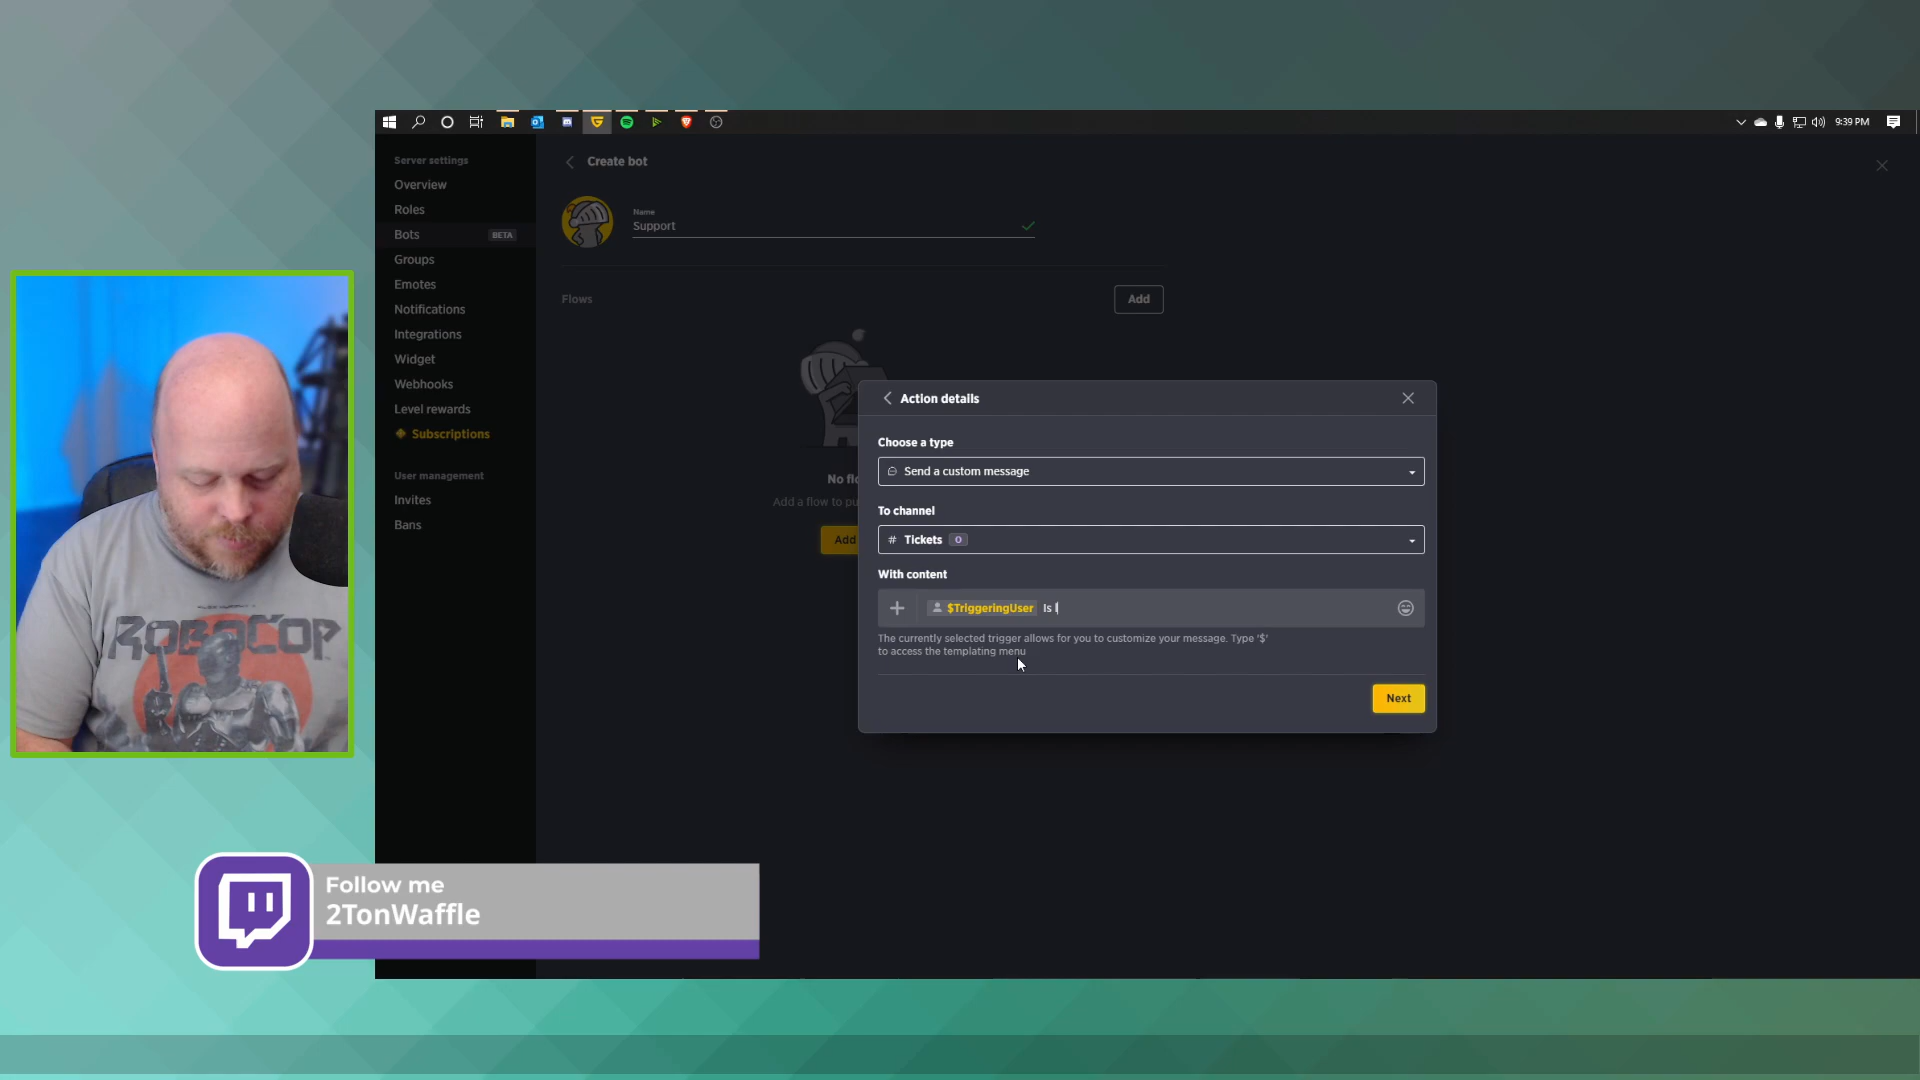 9:39 PM
Server settings
Overview
Roles
Bots
BETA
Groups
Emotes
Notifications
Integrations
Widget
Webhooks
Level rewards
Subscriptions
User management
Invites
Bans
Create bot
Name
Support
Flows
Add
No flo
Add a flow to pu
Add
Action details
Choose a type
Send a custom message
To channel
# Tickets 0
With content
$TriggeringUser Is l
The currently selected trigger allows for you to customize your message. Type '$'
to access the templating menu
Next
ROBOCOP
Follow me
2TonWaffle